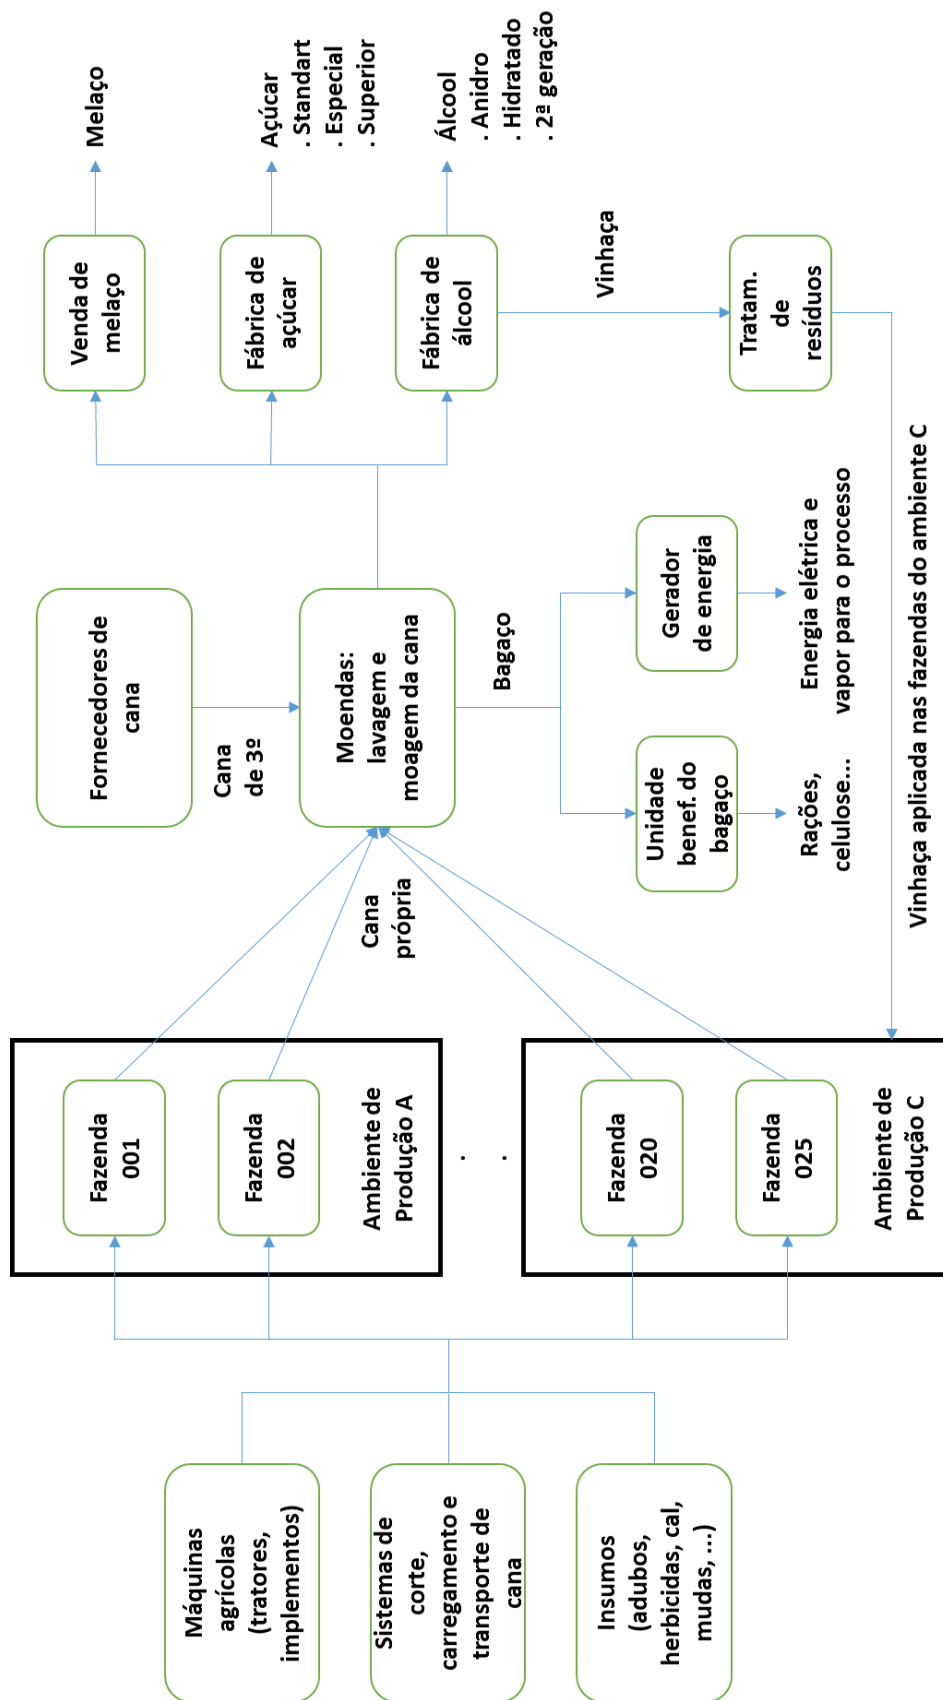 Máquinas
agrícolas
(tratores,
implementos)
Sistemas de
corte,
carregamento e
transporte de
cana
Insumos
(adubos,
herbicidas, cal,
mudas, ...)
Fazenda
001
Fazenda
002
Ambiente de
Produção A
.
.
Fazenda
020
Fazenda
025
Ambiente de
Produção C
Cana
própria
Fornecedores de
cana
Cana
de 3º
Moendas:
lavagem e
moagem da cana
Bagaço
Unidade
benef. do
bagaço
Rações,
celulose...
Gerador
de energia
Energia elétrica e
vapor para o processo
Venda de
melaço
Melaço
Fábrica de
açúcar
Açúcar
. Standart
. Especial
. Superior
Fábrica de
álcool
Álcool
. Anidro
. Hidratado
. 2ª geração
Vinhaça
Tratam.
de
resíduos
Vinhaça aplicada nas fazendas do ambiente C